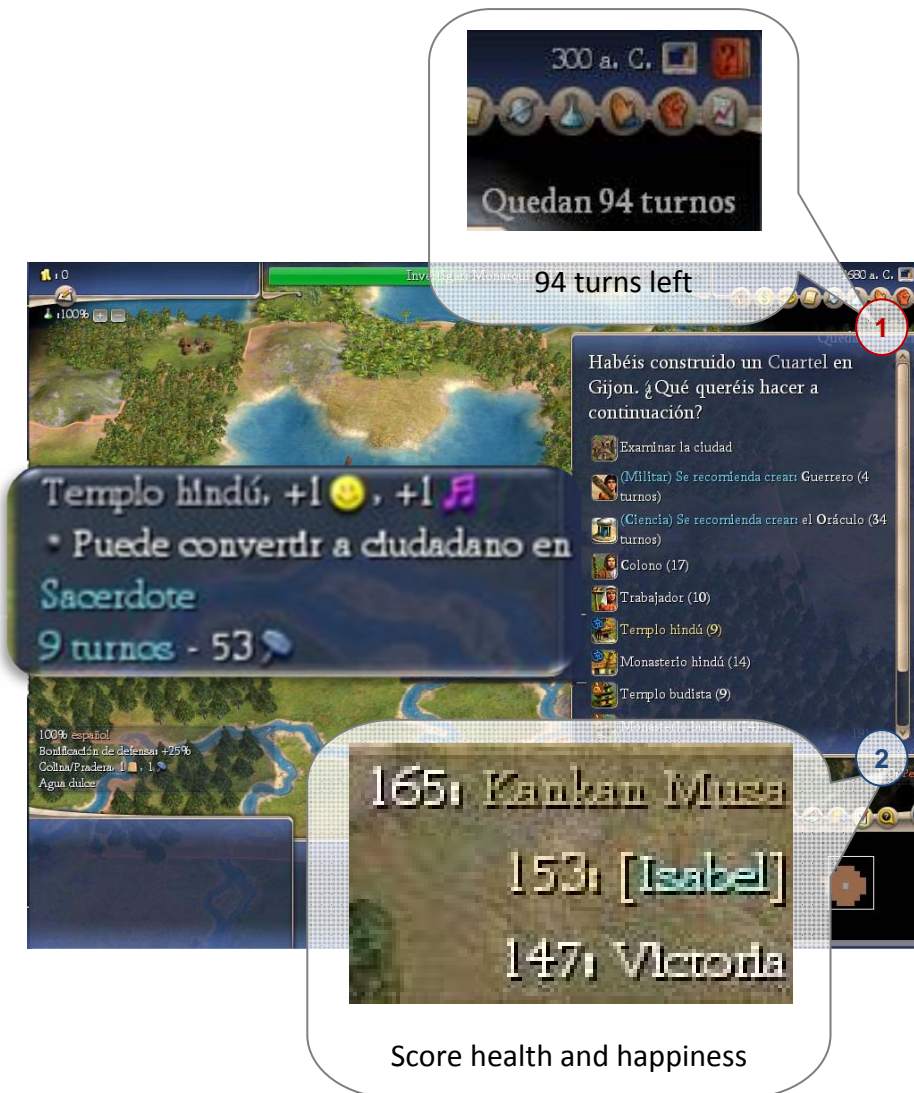 300 a. C.
Quedan 94 turnos
94 turns left
: 0
1680 a. C.
:100%
1
Habéis construido un Cuartel en
Gijon. ¿Qué queréis hacer a
continuación?
Examinar la ciudad
(Militar) Se recomienda crear: Guerrero (4
turnos)
(Ciencia) Se recomienda crear: el Oráculo (34
turnos)
Colono (17)
Trabajador (10)
Templo hindú (9)
Monasterio hindú (14)
Templo budista (9)
Templo hindú, +1 , +1
• Puede convertir a ciudadano en
Sacerdote
9 turnos - 53
100% español
Bonificación de defensa: +25%
Colina/Pradera: 1 , 1
Agua dulce
2
165: Kankan Musa
153: [Isabel]
147: Victoria
Score health and happiness